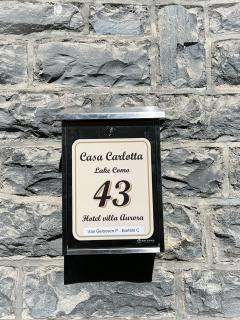 Casa Carlotta
Lake Como
43
Hotel villa Aurora